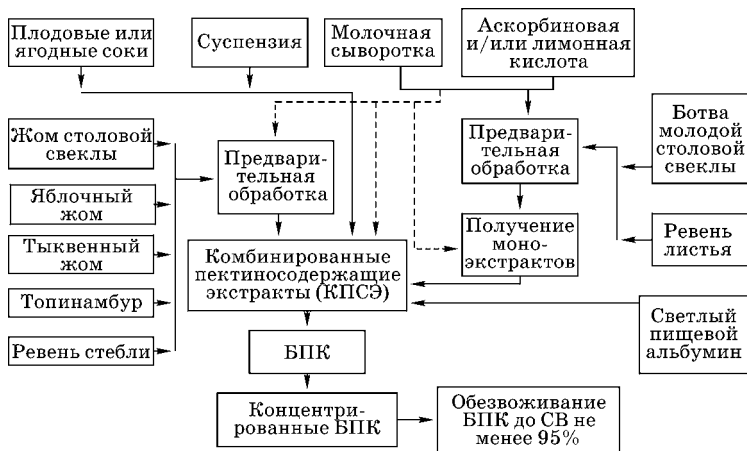 Плодовые или
ягодные соки
Суспензия
Молочная
сыворотка
Аскорбиновая
и/или лимонная
кислота
Жом столовой
свеклы
Яблочный
жом
Тыквенный
жом
Топинамбур
Ревень стебли
Предвари-
тельная
обработка
Предвари-
тельная
обработка
Ботва
молодой
столовой
свеклы
Получение
моно-
экстрактов
Ревень
листья
Комбинированные
пектиносодержащие
экстракты (КПСЭ)
Светлый
пищевой
альбумин
БПК
Концентри-
рованные БПК
Обезвоживание
БПК до СВ не
менее 95%